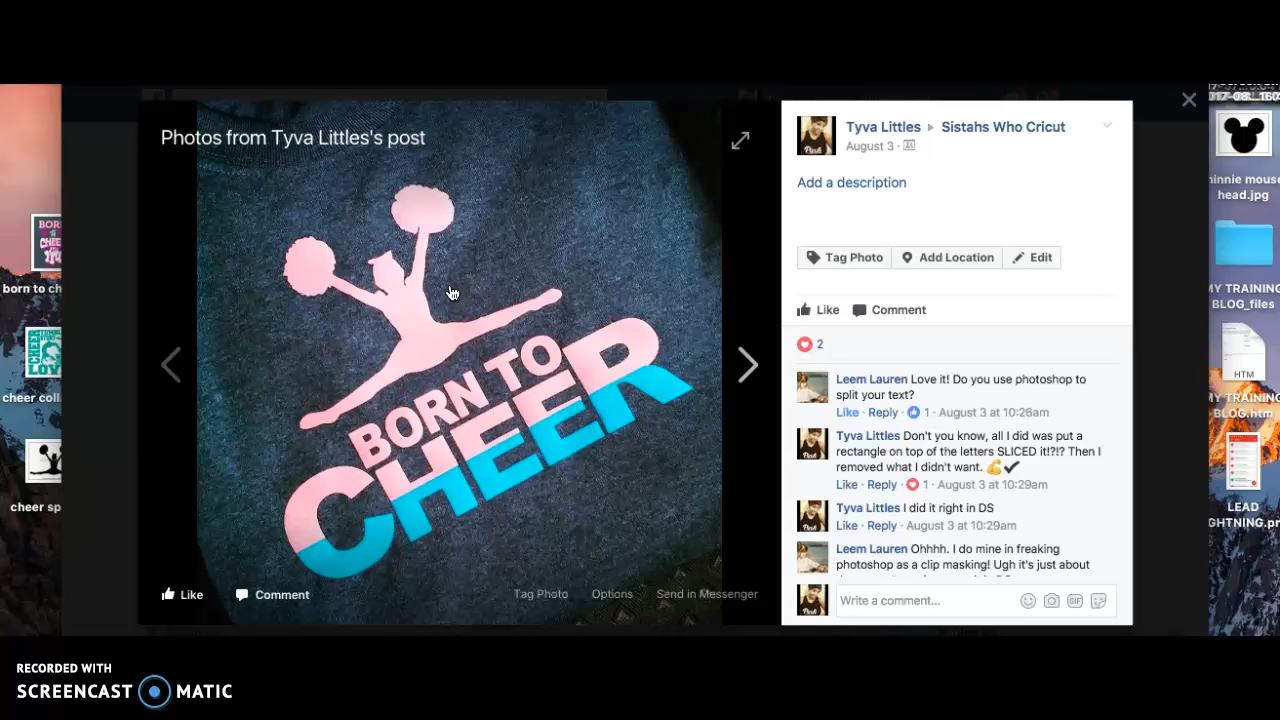 Photos from Tyva Littles's post
BORN TO
CHEER
Like
Comment
Tag Photo
Options
Send in Messenger
Tyva Littles ▸ Sistahs Who Cricut
August 3 ·
Add a description
Tag Photo
Add Location
Edit
Like
Comment
2
Leem Lauren Love it! Do you use photoshop to
split your text?
Like · Reply · 1 · August 3 at 10:26am
Tyva Littles Don't you know, all I did was put a
rectangle on top of the letters SLICED it!?!? Then I
removed what I didn't want. 💪✔
Like · Reply · 1 · August 3 at 10:29am
Tyva Littles I did it right in DS
Like · Reply · August 3 at 10:29am
Leem Lauren Ohhhh. I do mine in freaking
photoshop as a clip masking! Ugh it's just about
Write a comment...
GIF
born to ch
cheer coll
cheer sp
BORN
CHEE
LOV
ninnie mouse
head.jpg
MY TRAINING
BLOG_files
HTM
MY TRAINING
BLOG.htm
LEAD
GHTNING.pn
RECORDED WITH
SCREENCAST MATIC